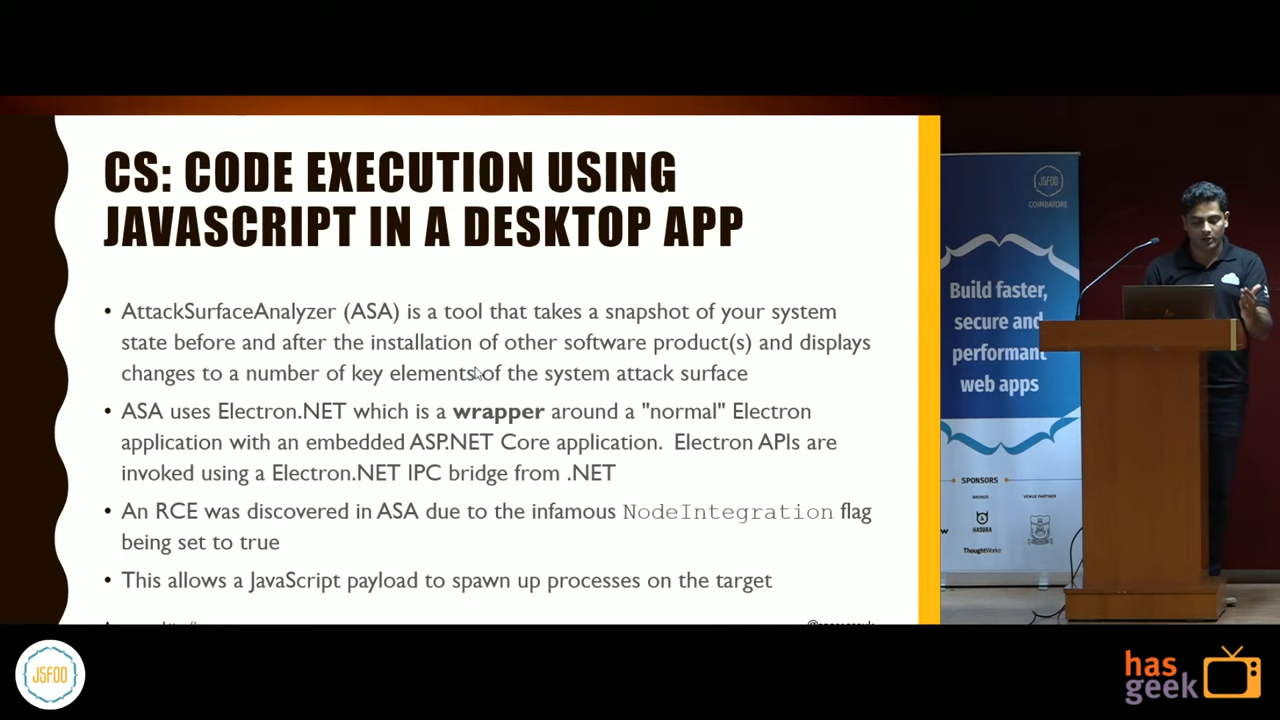 CS: CODE EXECUTION USING
JAVASCRIPT IN A DESKTOP APP
• AttackSurfaceAnalyzer (ASA) is a tool that takes a snapshot of your system
state before and after the installation of other software product(s) and displays
changes to a number of key elements of the system attack surface
• ASA uses Electron.NET which is a wrapper around a "normal" Electron
application with an embedded ASP.NET Core application. Electron APIs are
invoked using a Electron.NET IPC bridge from .NET
• An RCE was discovered in ASA due to the infamous NodeIntegration flag
being set to true
• This allows a JavaScript payload to spawn up processes on the target
JSFOO
COIMBATORE
Build faster,
secure and
performant
web apps
SPONSORS
BRONZE
VENUE PARTNER
HASURA
ThoughtWorks
JSFOO
has
geek